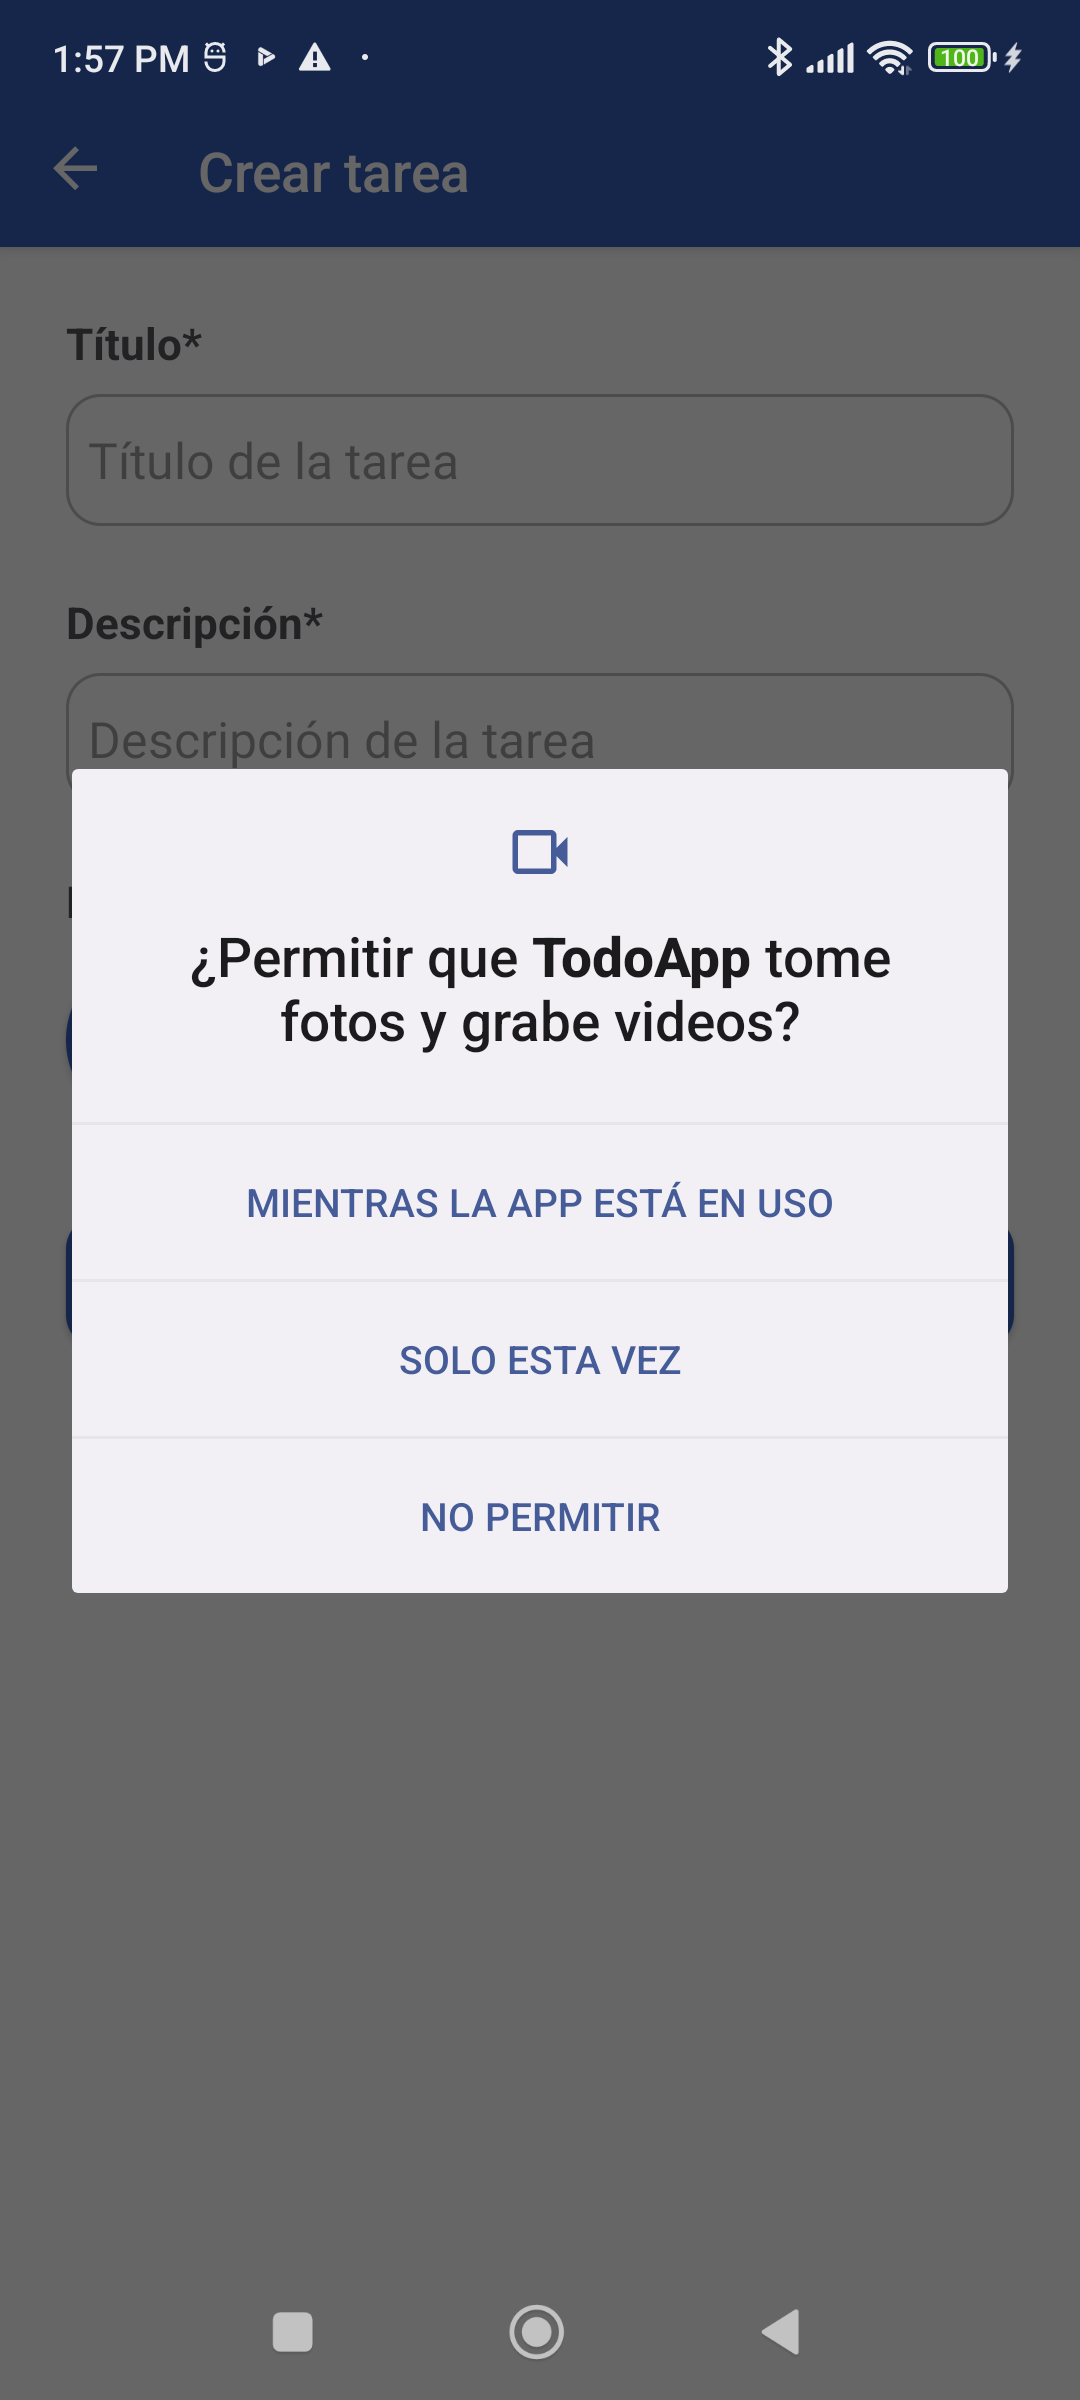 1:57 PM
100
Crear tarea
Título*
Título de la tarea
Descripción*
Descripción de la tarea
¿Permitir que TodoApp tome
fotos y grabe videos?
MIENTRAS LA APP ESTÁ EN USO
SOLO ESTA VEZ
NO PERMITIR